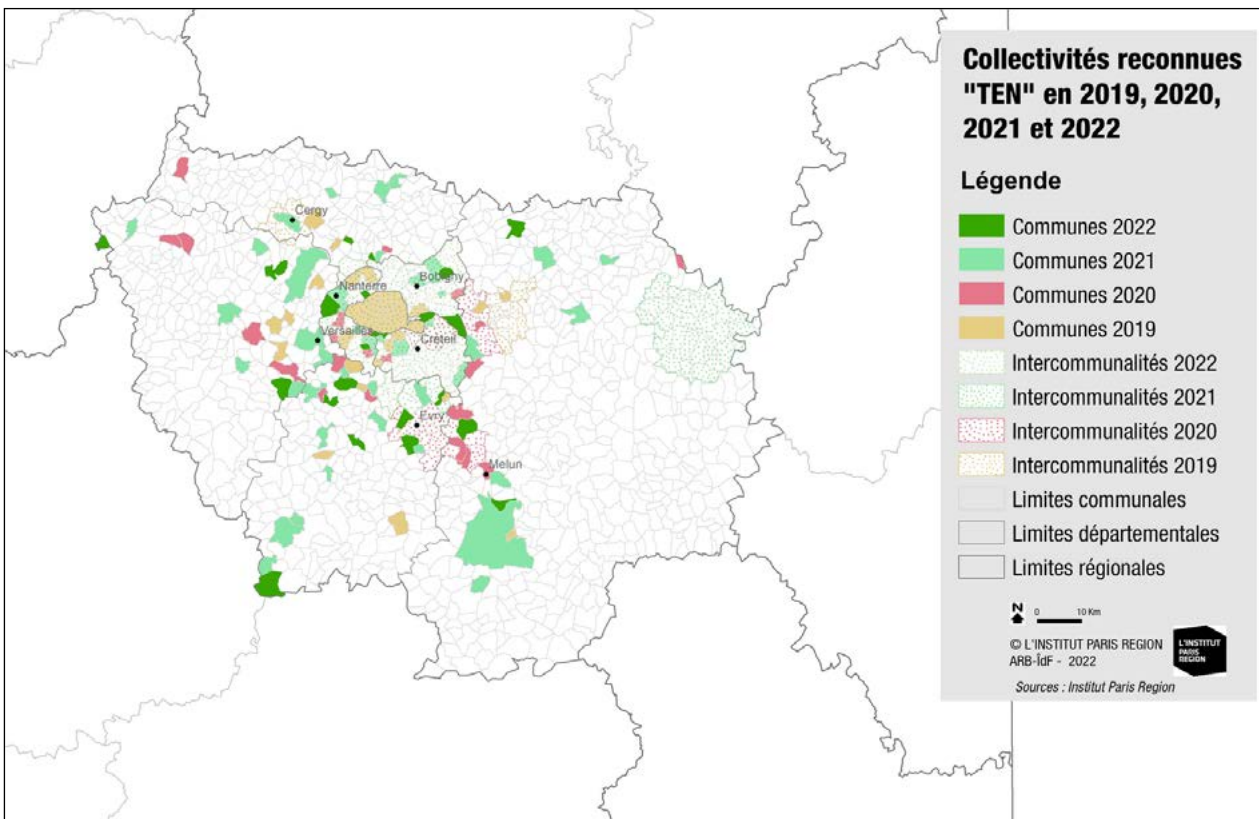 Collectivités reconnues
"TEN" en 2019, 2020,
2021 et 2022
Légende
Communes 2022
Communes 2021
Communes 2020
Communes 2019
Intercommunalités 2022
Intercommunalités 2021
Intercommunalités 2020
Intercommunalités 2019
Limites communales
Limites départementales
Limites régionales
N
0 10 Km
© L'INSTITUT PARIS REGION
ARB-ÎdF - 2022
L'INSTITUT
PARIS
REGION
Sources : Institut Paris Region
Cergy
Bobigny
Nanterre
Versailles
Créteil
Evry
Melun